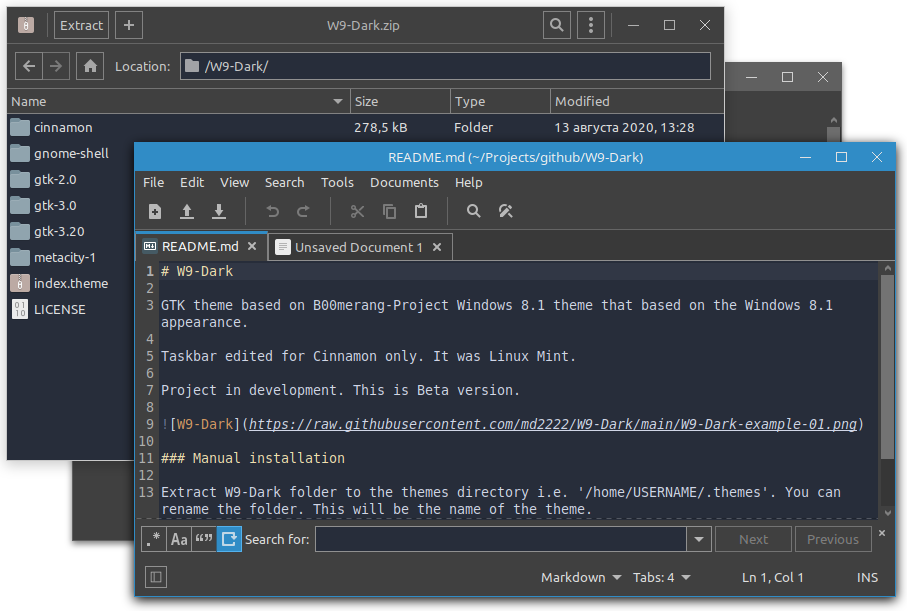 Extract
W9-Dark.zip
Location: /W9-Dark/
Name Size Type Modified
cinnamon 278,5 kB Folder 13 августа 2020, 13:28
gnome-shell
gtk-2.0
gtk-3.0
gtk-3.20
metacity-1
index.theme
LICENSE
README.md (~/Projects/github/W9-Dark)
File Edit View Search Tools Documents Help
README.md Unsaved Document 1
1 # W9-Dark
2
3 GTK theme based on B00merang-Project Windows 8.1 theme that based on the Windows 8.1
appearance.
4
5 Taskbar edited for Cinnamon only. It was Linux Mint.
6
7 Project in development. This is Beta version.
8
9 ![W9-Dark](https://raw.githubusercontent.com/md2222/W9-Dark/main/W9-Dark-example-01.png)
10
11 ### Manual installation
12
13 Extract W9-Dark folder to the themes directory i.e. '/home/USERNAME/.themes'. You can
rename the folder. This will be the name of the theme.
.* Aa “” Search for: Next Previous
Markdown Tabs: 4 Ln 1, Col 1 INS